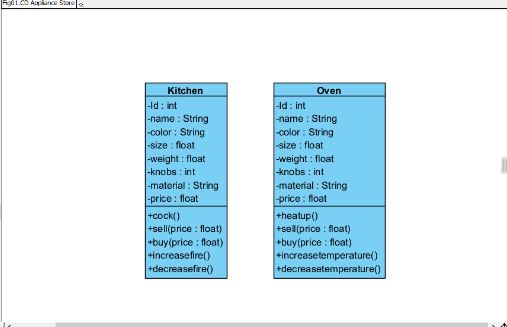 Fig01.CD Appliance Store
Kitchen
-Id : int
-name : String
-color : String
-size : float
-weight : float
-knobs : int
-material : String
-price : float
+cock()
+sell(price : float)
+buy(price : float)
+increasefire()
+decreasefire()
Oven
-Id : int
-name : String
-color : String
-size : float
-weight : float
-knobs : int
-material : String
-price : float
+heatup()
+sell(price : float)
+buy(price : float)
+increasetemperature()
+decreasetemperature()